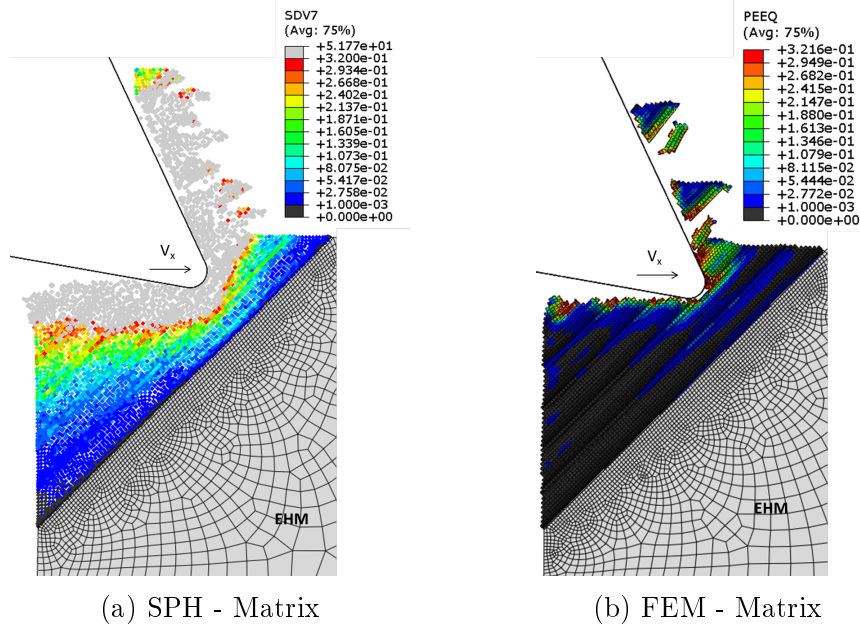 SDV7
(Avg: 75%)
+5.177e+01
+3.200e-01
+2.934e-01
+2.668e-01
+2.402e-01
+2.137e-01
+1.871e-01
+1.605e-01
+1.339e-01
+1.073e-01
+8.075e-02
+5.417e-02
+2.758e-02
+1.000e-03
+0.000e+00
Vx
EHM
(a) SPH - Matrix
PEEQ
(Avg: 75%)
+3.216e-01
+2.949e-01
+2.682e-01
+2.415e-01
+2.147e-01
+1.880e-01
+1.613e-01
+1.346e-01
+1.079e-01
+8.115e-02
+5.444e-02
+2.772e-02
+1.000e-03
+0.000e+00
Vx
EHM
(b) FEM - Matrix